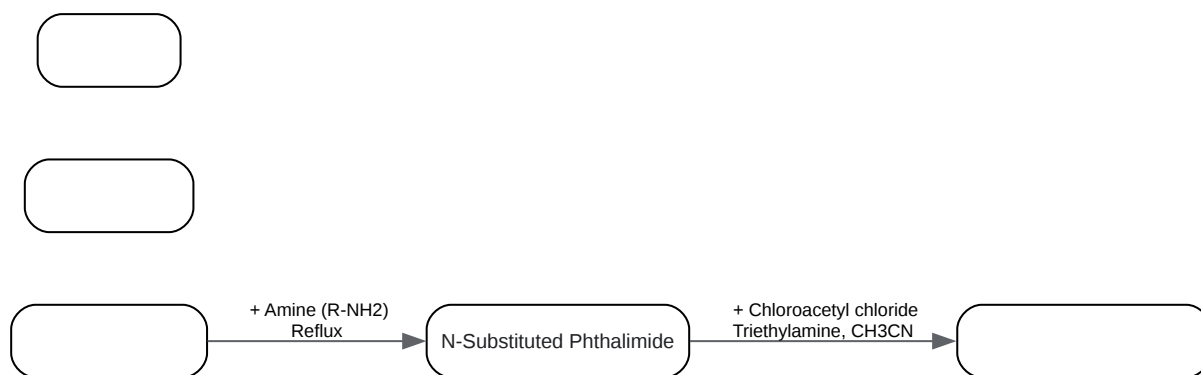 + Amine (R-NH2)
Reflux
N-Substituted Phthalimide
+ Chloroacetyl chloride
Triethylamine, CH3CN